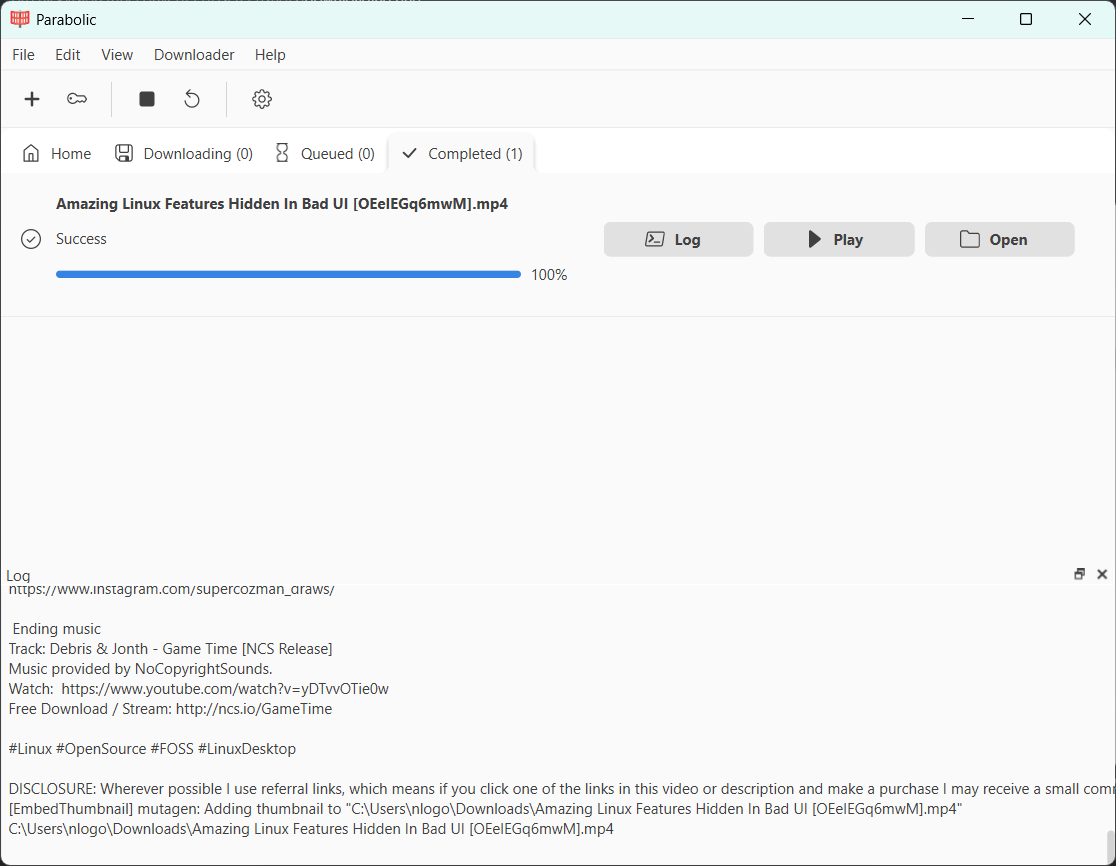 Parabolic
File Edit View Downloader Help
Home Downloading (0) Queued (0) Completed (1)
Amazing Linux Features Hidden In Bad UI [OEelEGq6mwM].mp4
Success
Log Play Open
100%
Log
https://www.instagram.com/supercozman_draws/
Ending music
Track: Debris & Jonth - Game Time [NCS Release]
Music provided by NoCopyrightSounds.
Watch: https://www.youtube.com/watch?v=yDTvvOTie0w
Free Download / Stream: http://ncs.io/GameTime
#Linux #OpenSource #FOSS #LinuxDesktop
DISCLOSURE: Wherever possible I use referral links, which means if you click one of the links in this video or description and make a purchase I may receive a small
[EmbedThumbnail] mutagen: Adding thumbnail to "C:\Users\nlogo\Downloads\Amazing Linux Features Hidden In Bad UI [OEelEGq6mwM].mp4"
C:\Users\nlogo\Downloads\Amazing Linux Features Hidden In Bad UI [OEelEGq6mwM].mp4